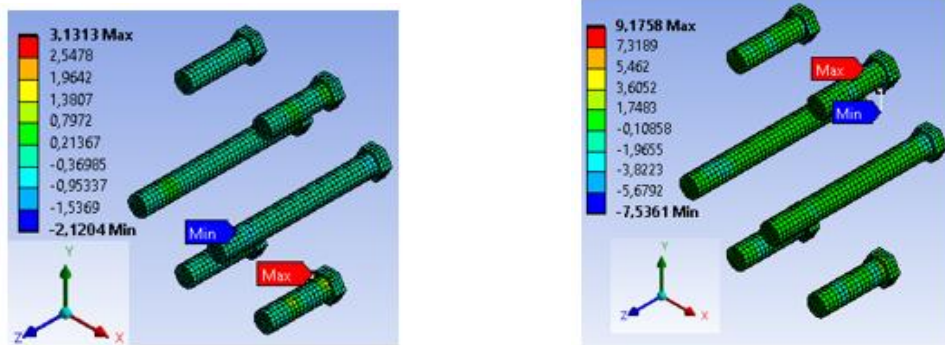 3,1313 Max
2,5478
1,9642
1,3807
0,7972
0,21367
-0,36985
-0,95337
-1,5369
-2,1204 Min
Min
Max
Y
Z
X
9,1758 Max
7,3189
5,462
3,6052
1,7483
-0,10858
-1,9655
-3,8223
-5,6792
-7,5361 Min
Max
Min
Y
Z
X